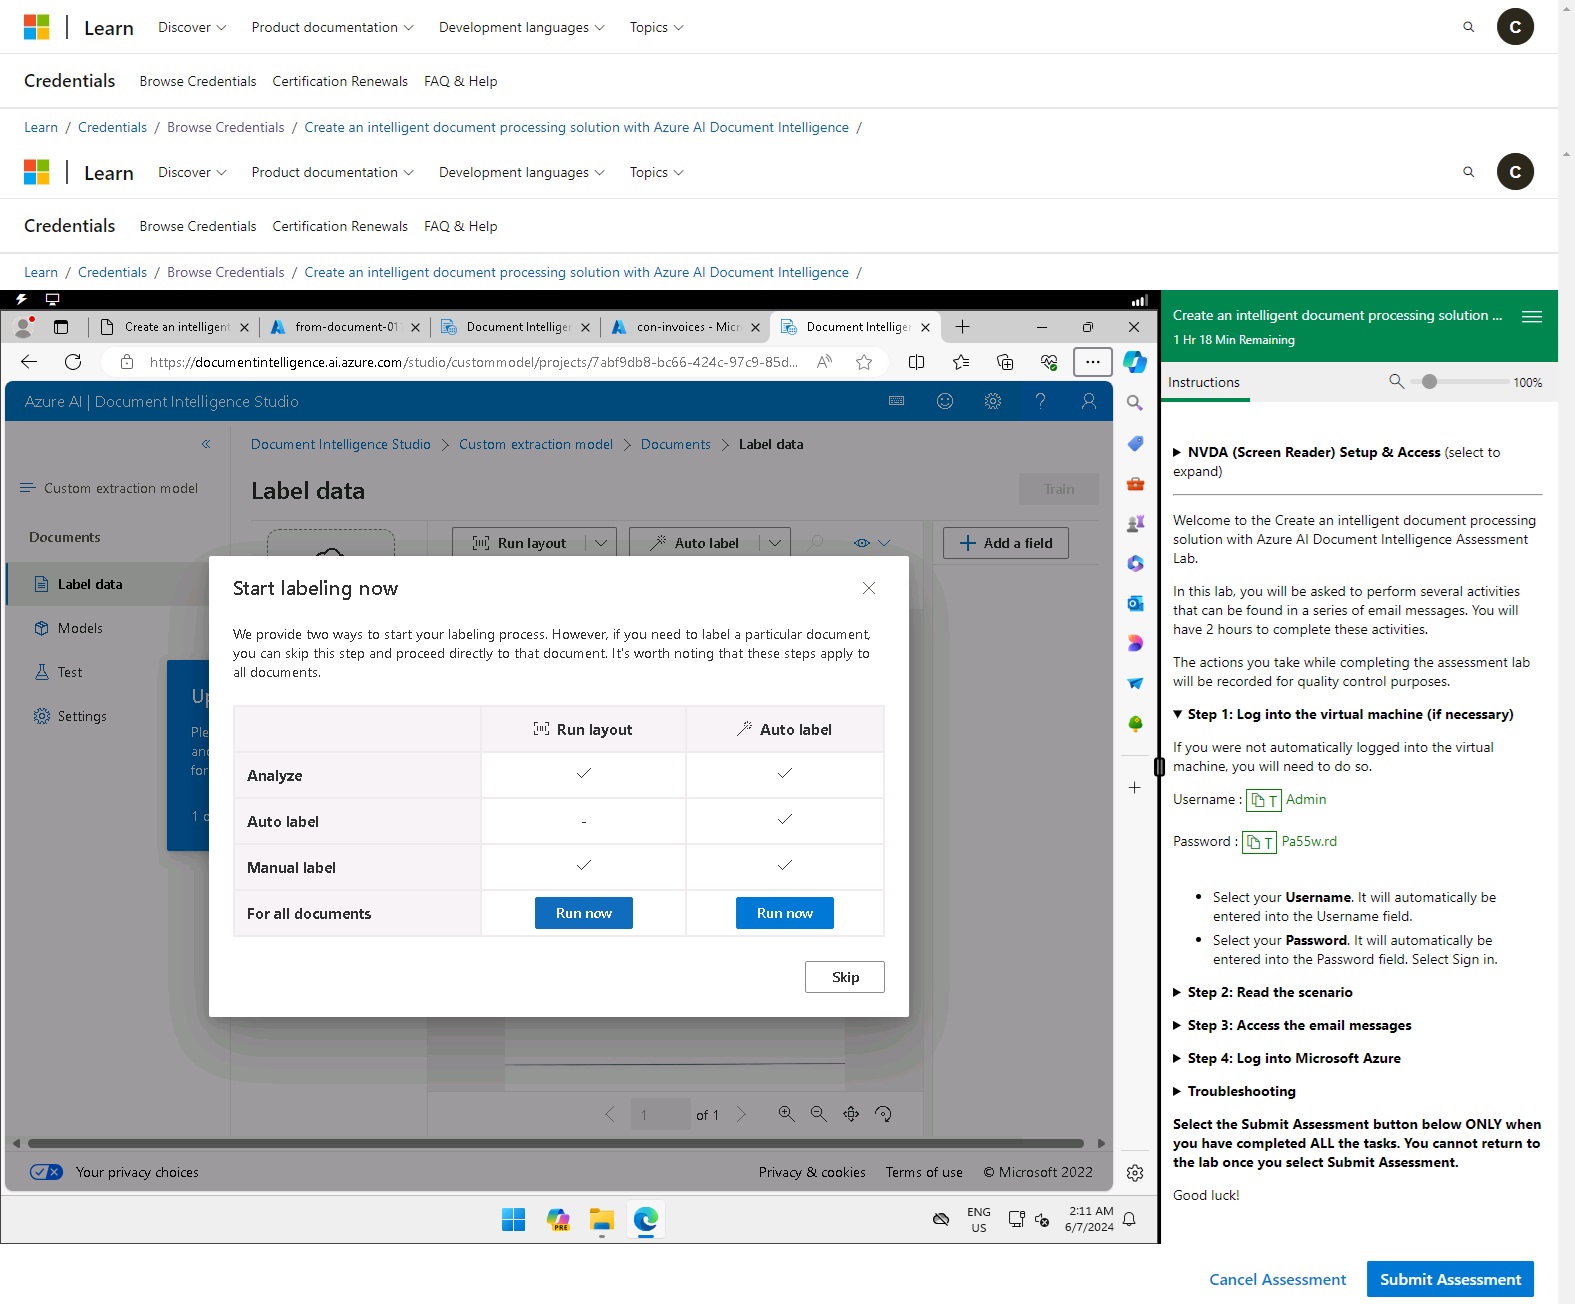 Learn Discover Product documentation Development languages Topics C
Credentials Browse Credentials Certification Renewals FAQ & Help
Learn / Credentials / Browse Credentials / Create an intelligent document processing solution with Azure AI Document Intelligence /
Learn Discover Product documentation Development languages Topics C
Credentials Browse Credentials Certification Renewals FAQ & Help
Learn / Credentials / Browse Credentials / Create an intelligent document processing solution with Azure AI Document Intelligence /
Create an intelligent from-document-01 Document Intelligen con-invoices - Micr Document Intelligen
https://documentintelligence.ai.azure.com/studio/custommodel/projects/7abf9db8-bc66-424c-97c9-85d...
Azure AI | Document Intelligence Studio
Document Intelligence Studio > Custom extraction model > Documents > Label data
Custom extraction model
Label data
Train
Documents
Label data
Models
Test
Settings
Run layout
Auto label
Add a field
Up
Ple
and
for
1 o
Start labeling now
We provide two ways to start your labeling process. However, if you need to label a particular document,
you can skip this step and proceed directly to that document. It's worth noting that these steps apply to
all documents.
Run layout Auto label
Analyze
Auto label -
Manual label
For all documents Run now Run now
Skip
1 of 1
Your privacy choices
Privacy & cookies Terms of use © Microsoft 2022
PRE
ENG
US
2:11 AM
6/7/2024
Create an intelligent document processing solution ...
1 Hr 18 Min Remaining
Instructions 100%
NVDA (Screen Reader) Setup & Access (select to
expand)
Welcome to the Create an intelligent document processing
solution with Azure AI Document Intelligence Assessment
Lab.
In this lab, you will be asked to perform several activities
that can be found in a series of email messages. You will
have 2 hours to complete these activities.
The actions you take while completing the assessment lab
will be recorded for quality control purposes.
Step 1: Log into the virtual machine (if necessary)
If you were not automatically logged into the virtual
machine, you will need to do so.
Username : T Admin
Password : T Pa55w.rd
• Select your Username. It will automatically be
entered into the Username field.
• Select your Password. It will automatically be
entered into the Password field. Select Sign in.
Step 2: Read the scenario
Step 3: Access the email messages
Step 4: Log into Microsoft Azure
Troubleshooting
Select the Submit Assessment button below ONLY when
you have completed ALL the tasks. You cannot return to
the lab once you select Submit Assessment.
Good luck!
Cancel Assessment Submit Assessment